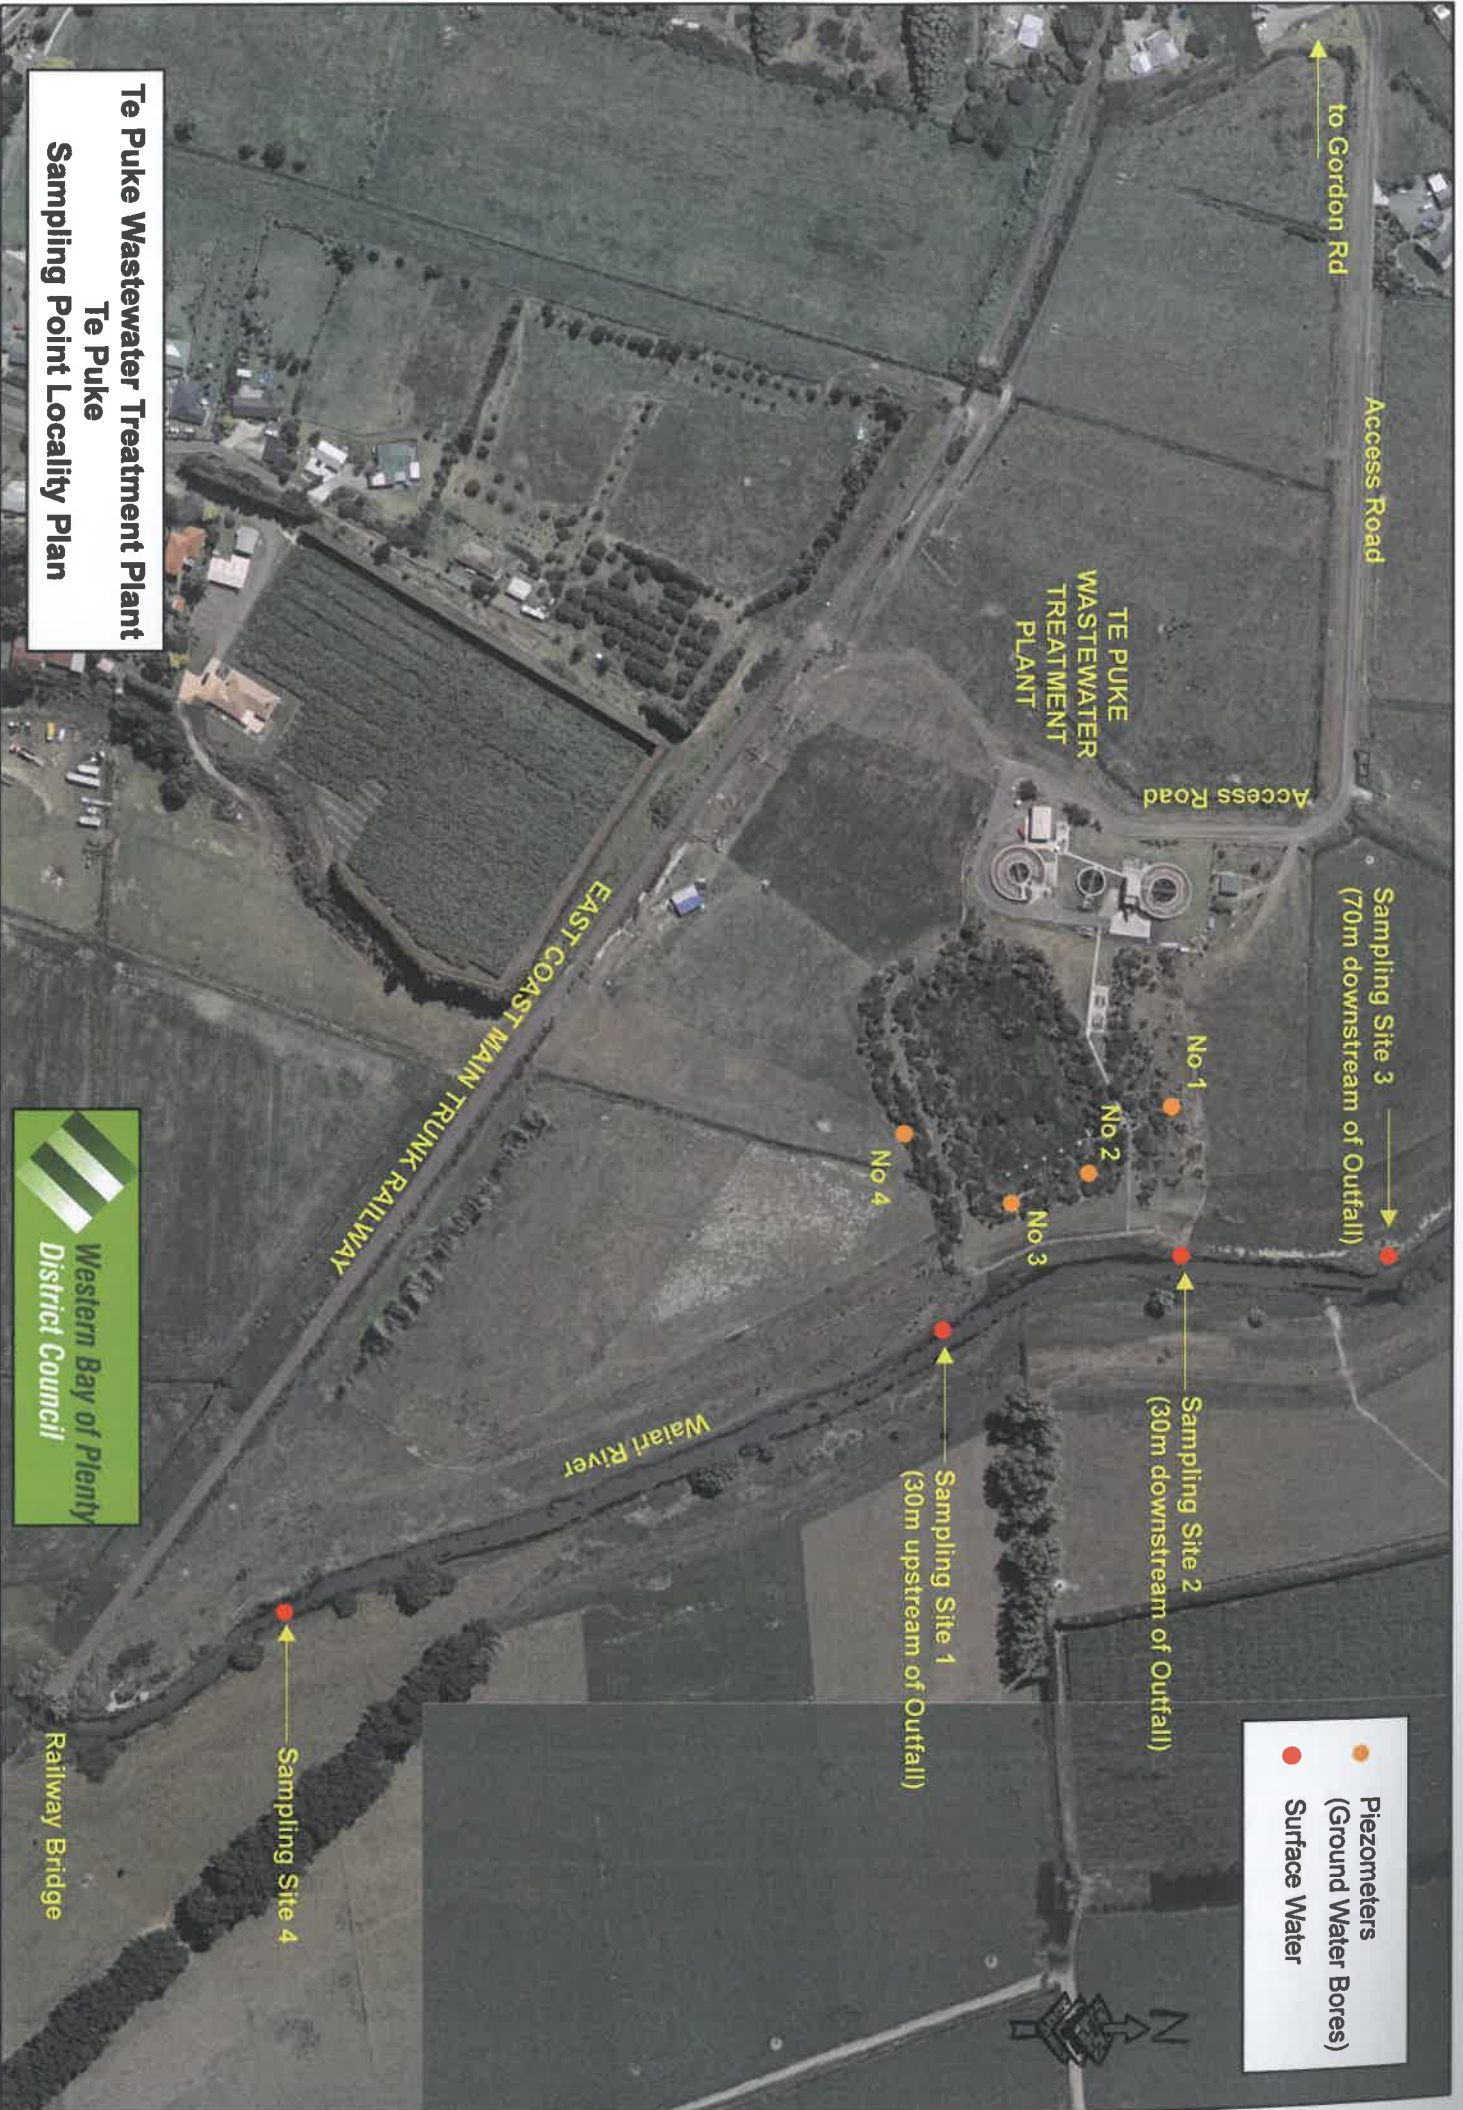 to Gordon Rd
Access Road
Sampling Site 3
(70m downstream of Outfall)
Piezometers
(Ground Water Bores)
Surface Water
Access Road
TE PUKE
WASTEWATER
TREATMENT
PLANT
No 1
No 2
No 3
No 4
Sampling Site 2
(30m downstream of Outfall)
Sampling Site 1
(30m upstream of Outfall)
N
Waiari River
EAST COAST MAIN TRUNK RAILWAY
Sampling Site 4
Railway Bridge
Te Puke Wastewater Treatment Plant
Te Puke
Sampling Point Locality Plan
Western Bay of Plenty
District Council